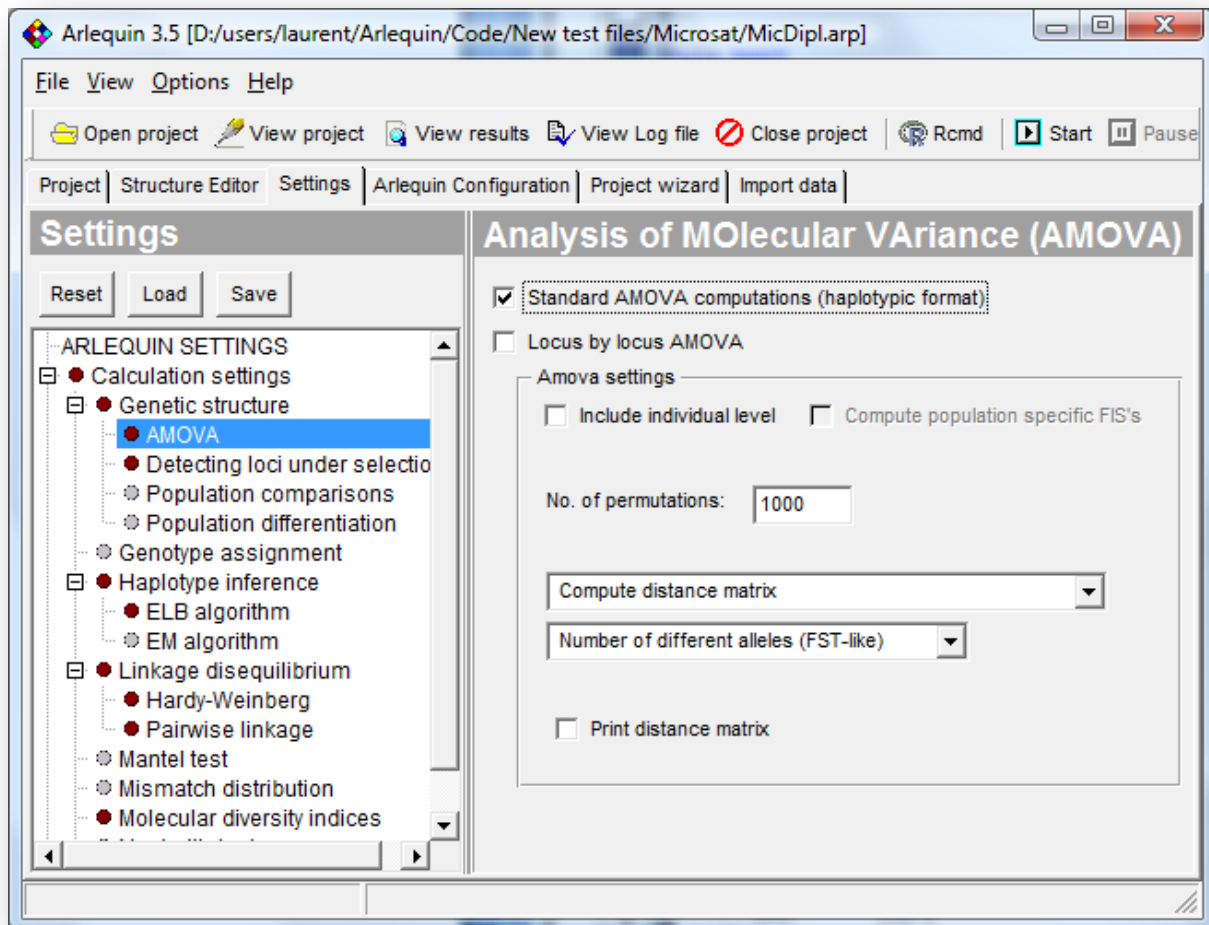 Arlequin 3.5 [D:/users/laurent/Arlequin/Code/New test files/Microsat/MicDipl.arp]
File View Options Help
Open project View project View results View Log file Close project Rcmd Start Pause
Project Structure Editor Settings Arlequin Configuration Project wizard Import data
Settings
Reset Load Save
ARLEQUIN SETTINGS
Calculation settings
Genetic structure
AMOVA
Detecting loci under selectio
Population comparisons
Population differentiation
Genotype assignment
Haplotype inference
ELB algorithm
EM algorithm
Linkage disequilibrium
Hardy-Weinberg
Pairwise linkage
Mantel test
Mismatch distribution
Molecular diversity indices
Analysis of MOlecular VAriance (AMOVA)
Standard AMOVA computations (haplotypic format)
Locus by locus AMOVA
Amova settings
Include individual level Compute population specific FIS's
No. of permutations: 1000
Compute distance matrix
Number of different alleles (FST-like)
Print distance matrix